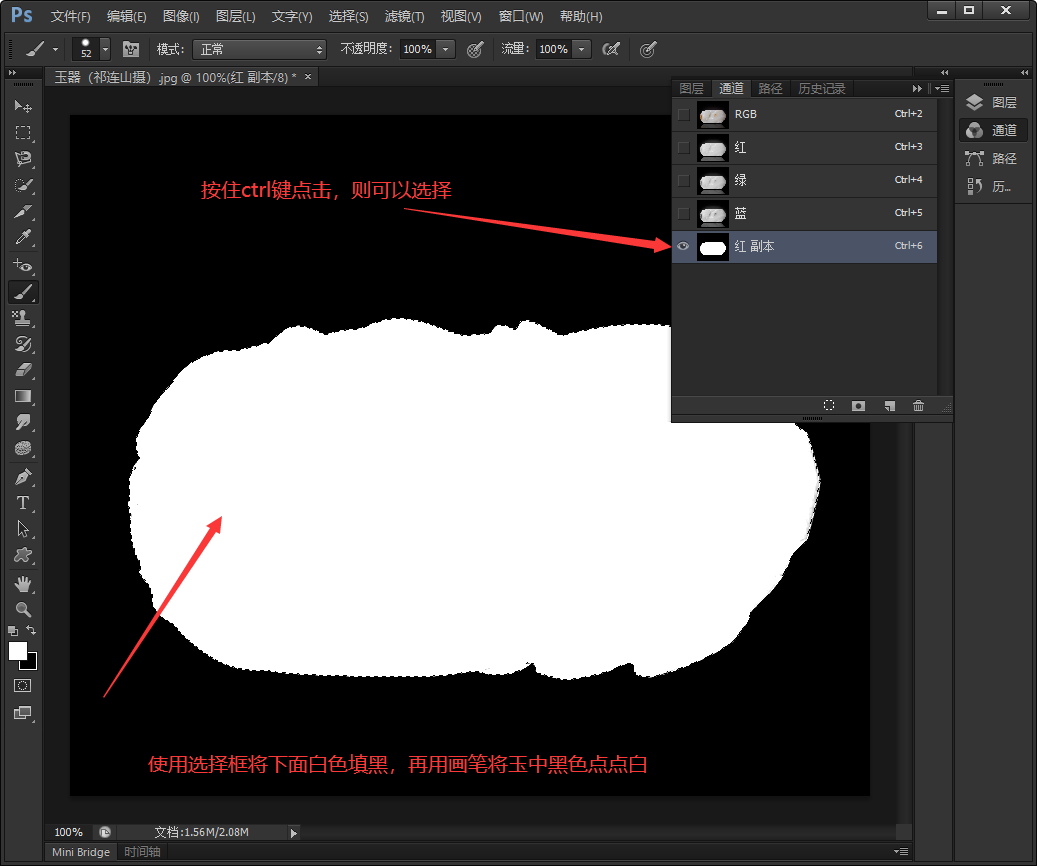 Ps 文件(F) 编辑(E) 图像(I) 图层(L) 文字(Y) 选择(S) 滤镜(T) 视图(V) 窗口(W) 帮助(H)
52 模式: 正常 不透明度: 100% 流量: 100%
玉器（祁连山摄）.jpg @ 100%(红 副本/8) * ×
图层 通道 路径 历史记录
RGB Ctrl+2
红 Ctrl+3
绿 Ctrl+4
蓝 Ctrl+5
红 副本 Ctrl+6
图层
通道
路径
历...
按住ctrl键点击，则可以选择
使用选择框将下面白色填黑，再用画笔将玉中黑色点点白
100% 文档:1.56M/2.08M
Mini Bridge 时间轴